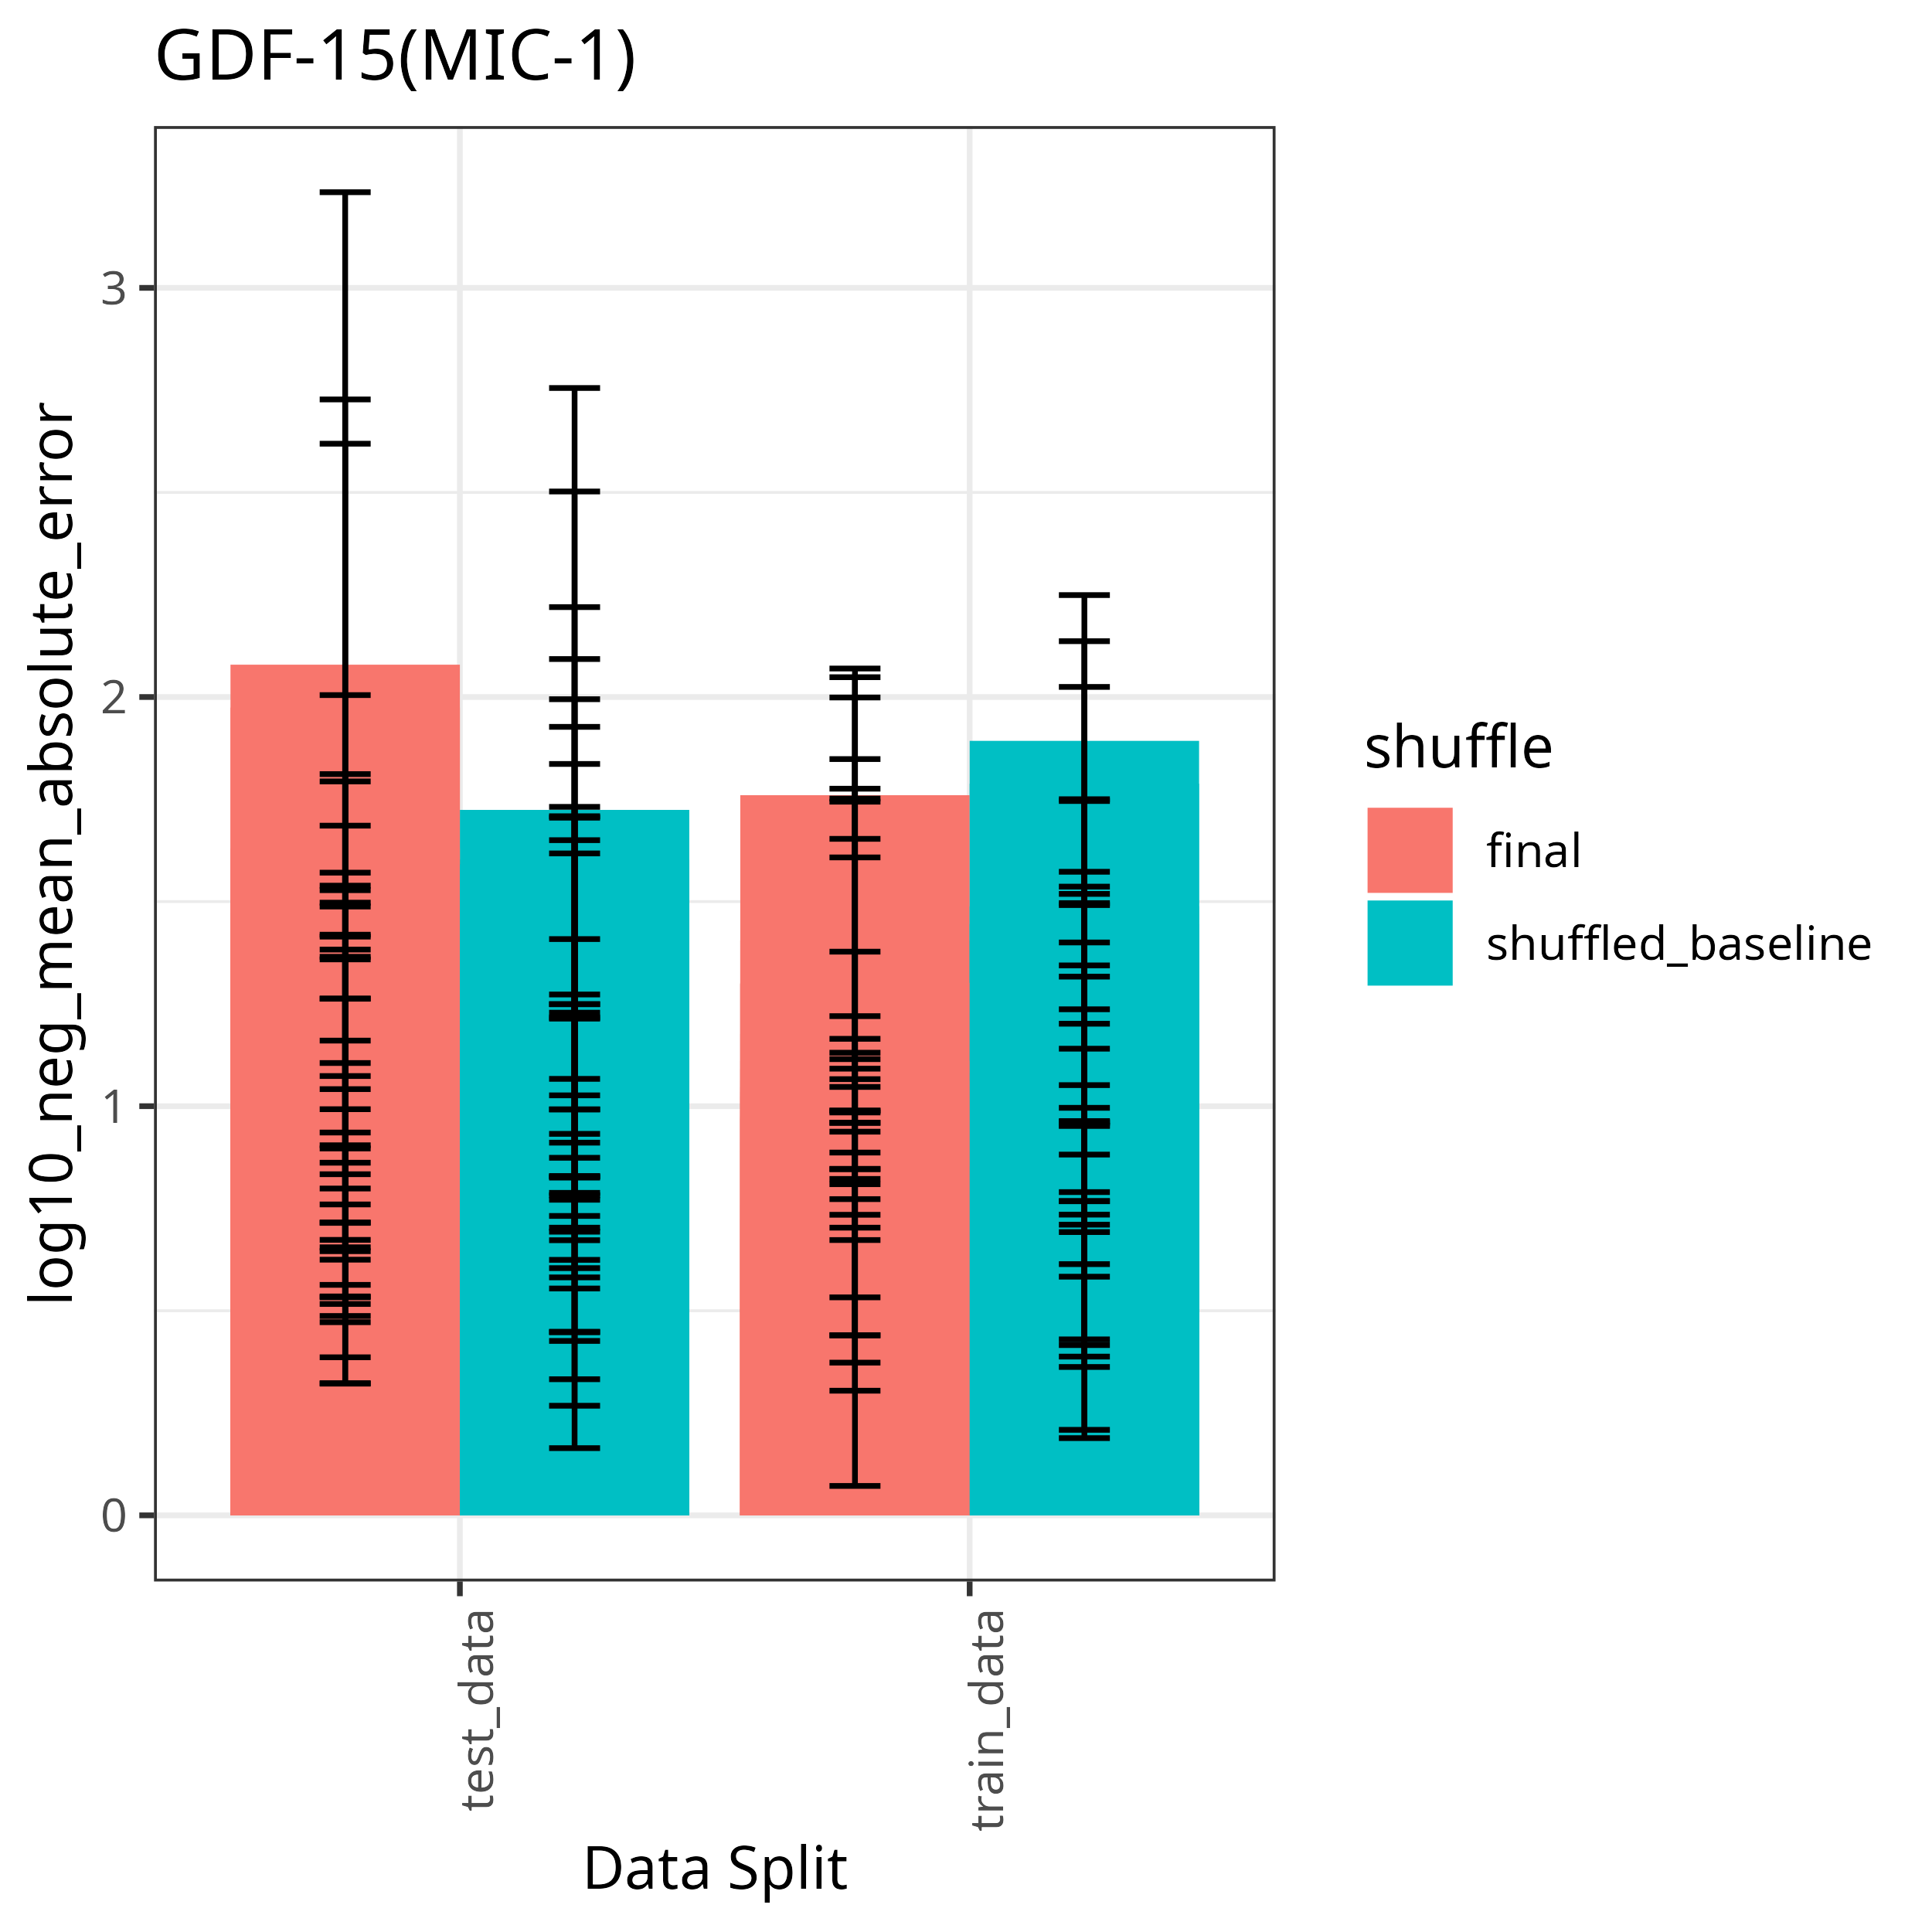 GDF-15(MIC-1)
log10_neg_mean_absolute_error
3
2
1
0
test_data
train_data
Data Split
shuffle
final
shuffled_baseline